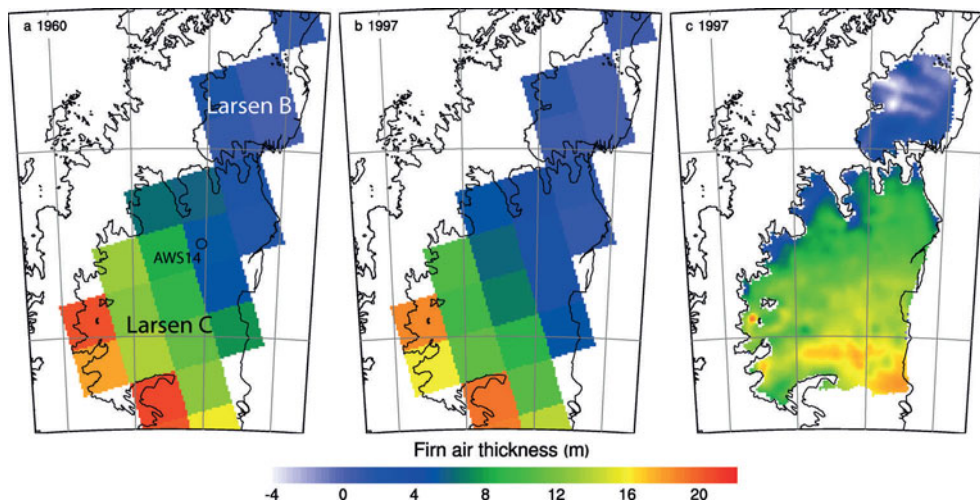 a 1960
b 1997
c 1997
Larsen B
AWS14
Larsen C
Firn air thickness (m)
-4 0 4 8 12 16 20